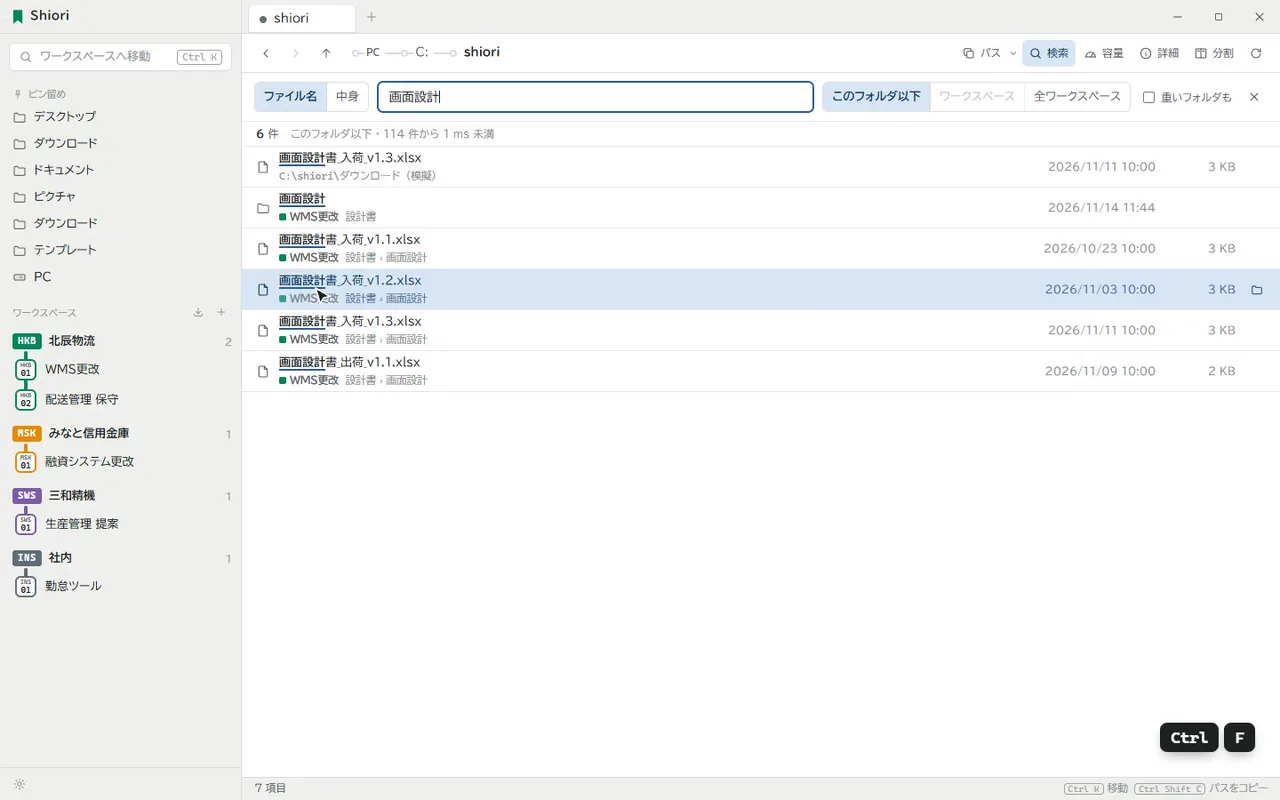 Shiori
shiori
ワークスペースへ移動 Ctrl K
PC C: shiori
パス 検索 容量 詳細 分割
ピン留め
デスクトップ
ダウンロード
ドキュメント
ピクチャ
ダウンロード
テンプレート
PC
ワークスペース
HKB 北辰物流 2
HKB 01 WMS更改
HKB 02 配送管理 保守
MSK みなと信用金庫 1
MSK 01 融資システム更改
SWS 三和精機 1
SWS 01 生産管理 提案
INS 社内 1
INS 01 勤怠ツール
ファイル名 中身 画面設計 このフォルダ以下 ワークスペース 全ワークスペース 重いフォルダも
6 件 このフォルダ以下・114 件から 1 ms 未満
画面設計書_入荷_v1.3.xlsx 2026/11/11 10:00 3 KB
C:\shiori\ダウンロード（模擬）
画面設計 2026/11/14 11:44
WMS更改 設計書
画面設計書_入荷_v1.1.xlsx 2026/10/23 10:00 3 KB
WMS更改 設計書 › 画面設計
画面設計書_入荷_v1.2.xlsx 2026/11/03 10:00 3 KB
WMS更改 設計書 › 画面設計
画面設計書_入荷_v1.3.xlsx 2026/11/11 10:00 3 KB
WMS更改 設計書 › 画面設計
画面設計書_出荷_v1.1.xlsx 2026/11/09 10:00 2 KB
WMS更改 設計書 › 画面設計
Ctrl F
7 項目
Ctrl K 移動 Ctrl Shift C パスをコピー